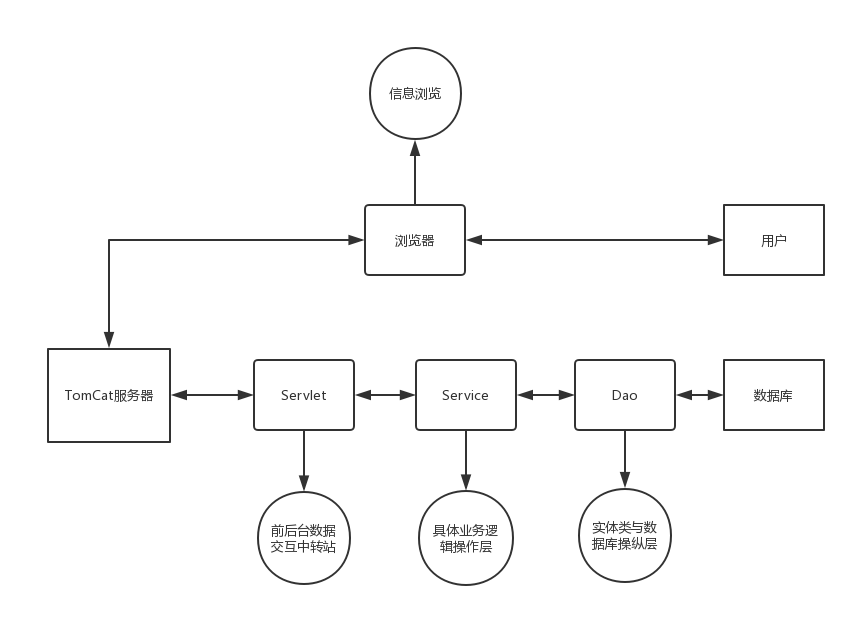 信息浏览
浏览器
用户
TomCat服务器
Servlet
Service
Dao
数据库
前后台数据
交互中转站
具体业务逻
辑操作层
实体类与数
据库操纵层